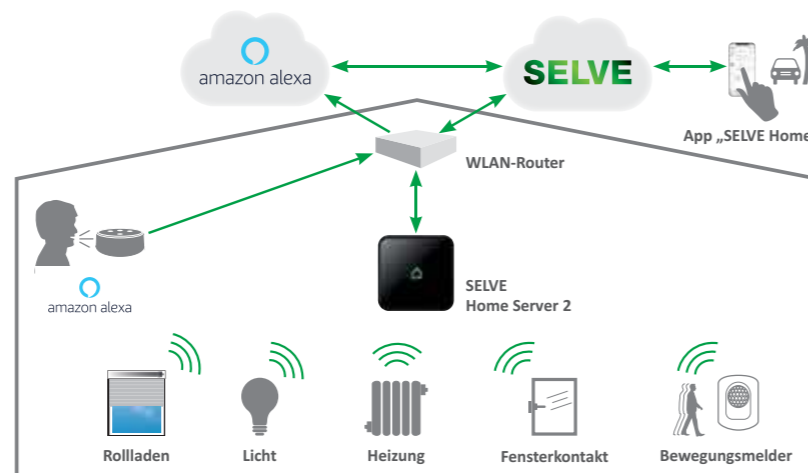 amazon alexa
SELVE
App „SELVE Home
WLAN-Router
amazon alexa
SELVE
Home Server 2
Rollladen
Licht
Heizung
Fensterkontakt
Bewegungsmelder